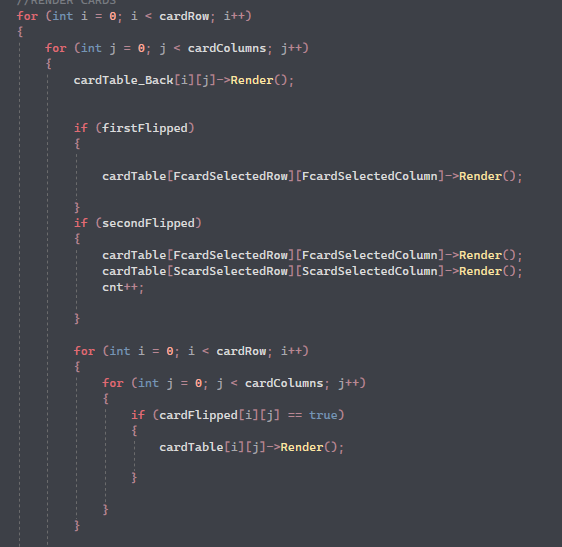 //RENDER CARDS
for (int i = 0; i < cardRow; i++)
{
    for (int j = 0; j < cardColumns; j++)
    {
        cardTable_Back[i][j]->Render();
        if (firstFlipped)
        {
            cardTable[FcardSelectedRow][FcardSelectedColumn]->Render();
        }
        if (secondFlipped)
        {
            cardTable[FcardSelectedRow][FcardSelectedColumn]->Render();
            cardTable[ScardSelectedRow][ScardSelectedColumn]->Render();
            cnt++;
        }
        for (int i = 0; i < cardRow; i++)
        {
            for (int j = 0; j < cardColumns; j++)
            {
                if (cardFlipped[i][j] == true)
                {
                    cardTable[i][j]->Render();
                }
            }
        }